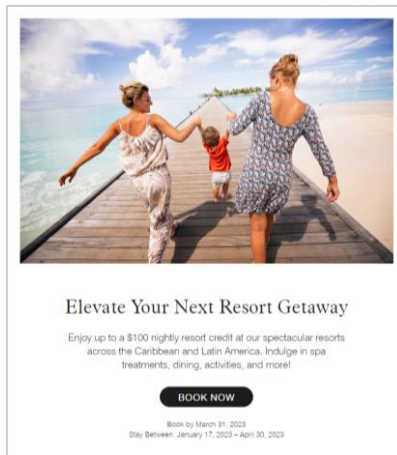 Elevate Your Next Resort Getaway
Enjoy up to a $100 nightly resort credit at our spectacular resorts
across the Caribbean and Latin America. Indulge in spa
treatments, dining, activities, and more!
BOOK NOW
Book by March 31, 2023
Stay Between: January 17, 2023 – April 30, 2023